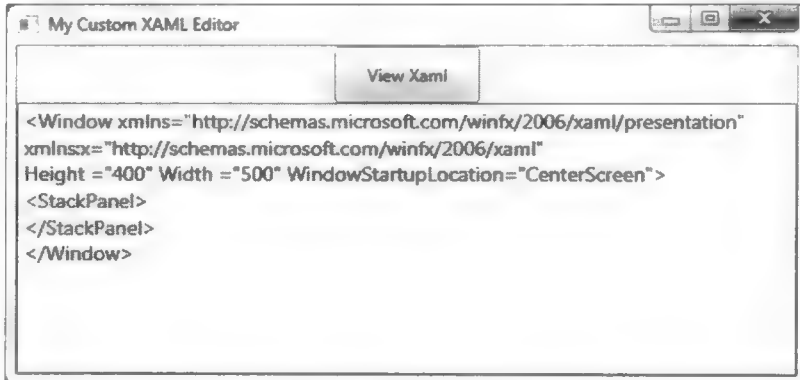 My Custom XAML Editor
View Xaml
<Window xmlns="http://schemas.microsoft.com/winfx/2006/xaml/presentation"
xmlns:x="http://schemas.microsoft.com/winfx/2006/xaml"
Height ="400" Width ="500" WindowStartupLocation="CenterScreen">
<StackPanel>
</StackPanel>
</Window>